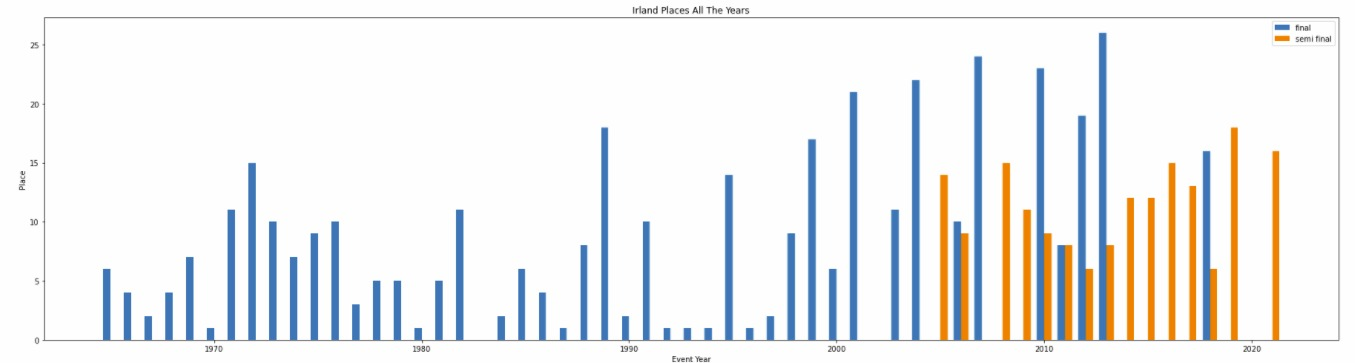 Irland Places All The Years
final
semi final
25
20
15
10
5
0
Place
1970
1980
1990
2000
2010
2020
Event Year